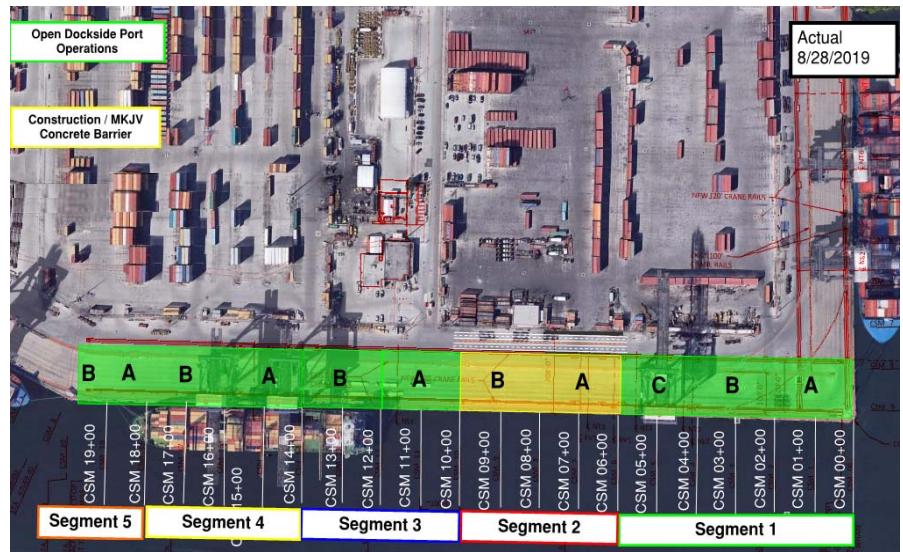 Open Dockside Port
Operations
Construction / MKJV
Concrete Barrier
Actual
8/28/2019
NEW 120' CRANE RAILS
B A B A B A B A C B A
CSM 19+00
CSM 18+00
CSM 17+00
CSM 16+00
15+00
CSM 14+00
CSM 13+00
CSM 12+00
CSM 11+00
CSM 10+00
CSM 09+00
CSM 08+00
CSM 07+00
CSM 06+00
CSM 05+00
CSM 04+00
CSM 03+00
CSM 02+00
CSM 01+00
CSM 00+00
Segment 5
Segment 4
Segment 3
Segment 2
Segment 1